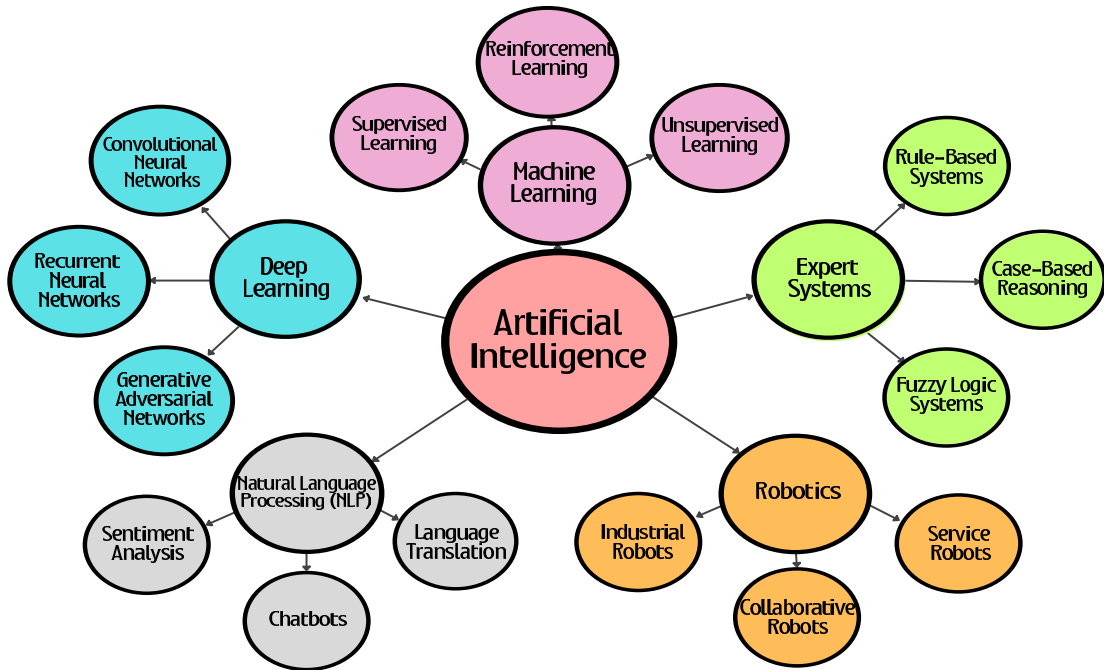 Reinforcement
Learning
Supervised
Learning
Unsupervised
Learning
Machine
Learning
Convolutional
Neural
Networks
Recurrent
Neural
Networks
Deep
Learning
Generative
Adversarial
Networks
Artificial
Intelligence
Expert
Systems
Rule-Based
Systems
Case-Based
Reasoning
Fuzzy Logic
Systems
Natural Language
Processing (NLP)
Sentiment
Analysis
Chatbots
Language
Translation
Robotics
Industrial
Robots
Collaborative
Robots
Service
Robots